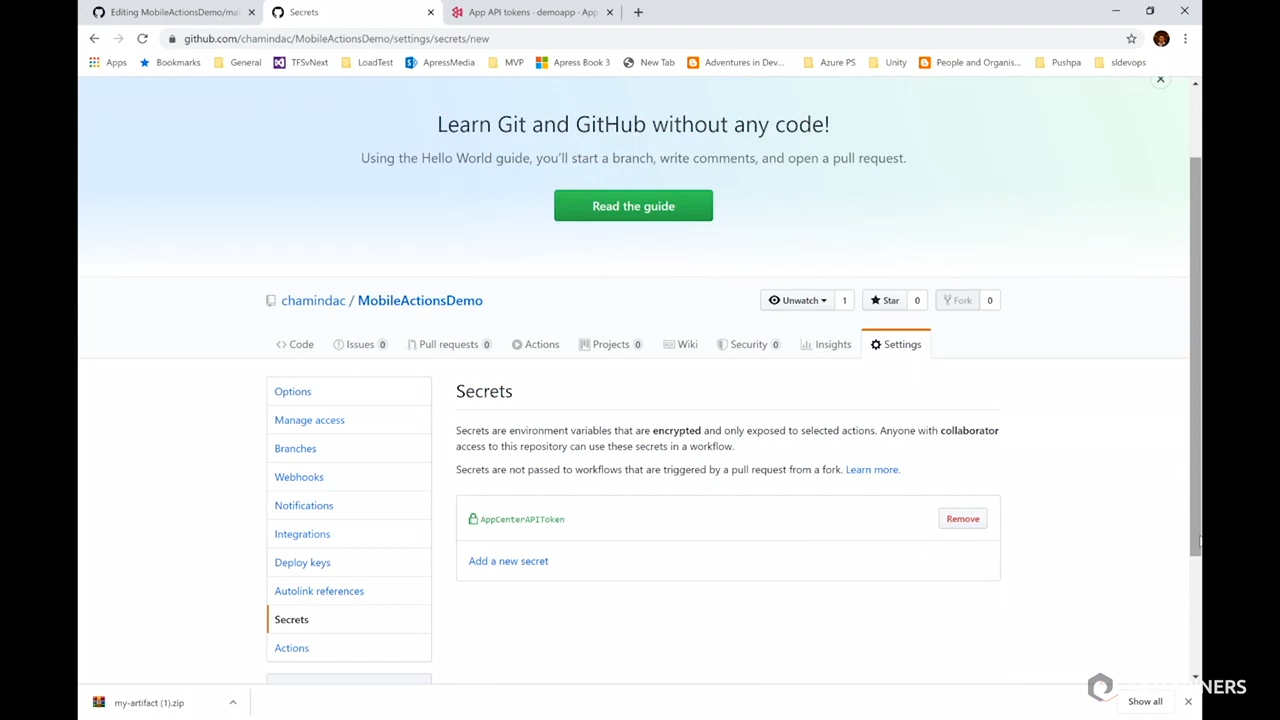 Editing MobileActionsDemo/ma
Secrets
App API tokens - demoapp - App
github.com/chamindac/MobileActionsDemo/settings/secrets/new
Apps
Bookmarks
General
TFSvNext
LoadTest
ApressMedia
MVP
Apress Book 3
New Tab
Adventures in Dev...
Azure PS
Unity
People and Organis...
Pushpa
sldevops
Learn Git and GitHub without any code!
Using the Hello World guide, you'll start a branch, write comments, and open a pull request.
Read the guide
chamindac / MobileActionsDemo
Unwatch 1
Star 0
Fork 0
Code
Issues 0
Pull requests 0
Actions
Projects 0
Wiki
Security 0
Insights
Settings
Options
Manage access
Branches
Webhooks
Notifications
Integrations
Deploy keys
Autolink references
Secrets
Actions
Secrets
Secrets are environment variables that are encrypted and only exposed to selected actions. Anyone with collaborator
access to this repository can use these secrets in a workflow.
Secrets are not passed to workflows that are triggered by a pull request from a fork. Learn more.
AppCenterAPIToken
Remove
Add a new secret
my-artifact (1).zip
Show all